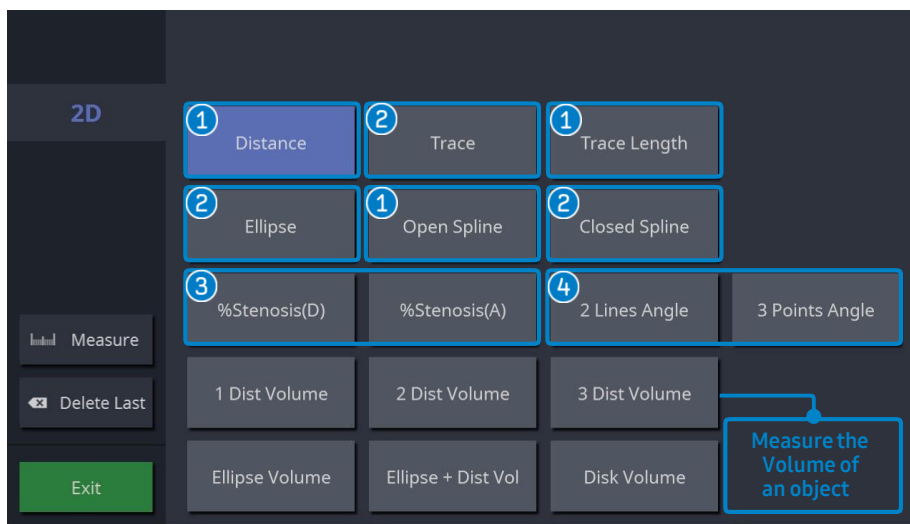 2D
1
Distance
2
Trace
1
Trace Length
2
Ellipse
1
Open Spline
2
Closed Spline
3
%Stenosis(D)
%Stenosis(A)
4
2 Lines Angle
3 Points Angle
Measure
1 Dist Volume
2 Dist Volume
3 Dist Volume
Delete Last
Measure the
Volume of
an object
Ellipse Volume
Ellipse + Dist Vol
Disk Volume
Exit